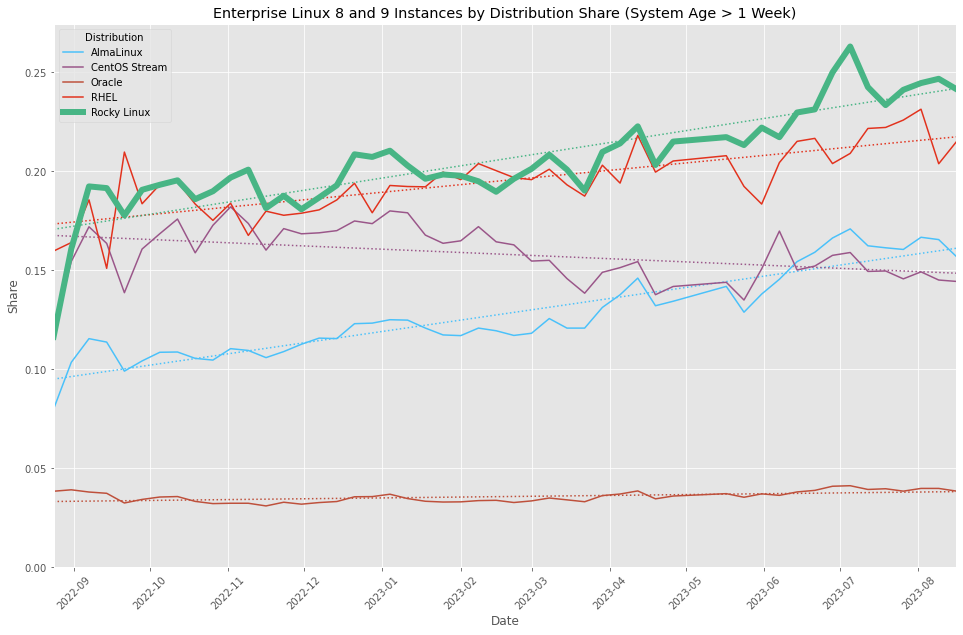 Enterprise Linux 8 and 9 Instances by Distribution Share (System Age > 1 Week)
Distribution
AlmaLinux
CentOS Stream
Oracle
RHEL
Rocky Linux
0.25
0.20
0.15
0.10
0.05
0.00
Share
2022-09
2022-10
2022-11
2022-12
2023-01
2023-02
2023-03
2023-04
2023-05
2023-06
2023-07
2023-08
Date